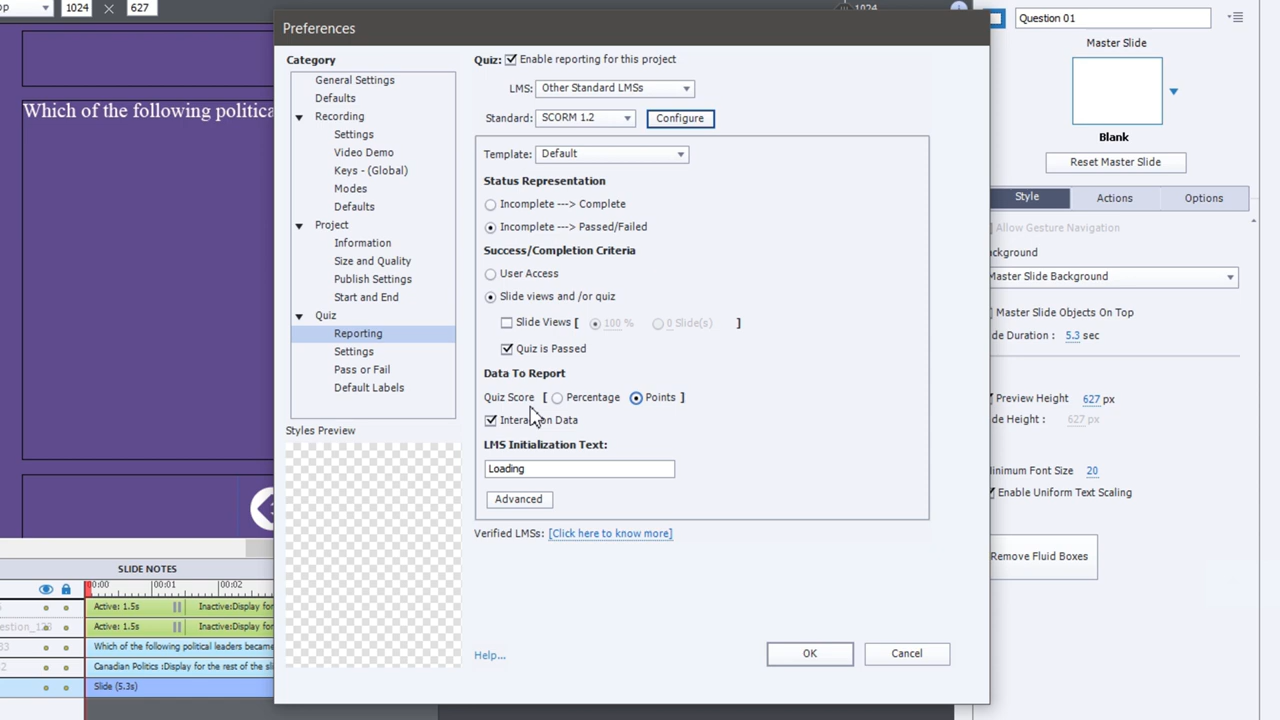 1024
627
1024
Question 01
Master Slide
Blank
Reset Master Slide
Style
Actions
Options
Allow Gesture Navigation
Master Slide Background
Master Slide Objects On Top
Duration :
5.3 sec
Preview Height
627 px
Height:
627 px
Font Size
20
Enable Uniform Text Scaling
Remove Fluid Boxes
Which of the following
SLIDE NOTES
00:00
00:01
00:02
Active: 1.5s
Inactive:Display for
Active: 1.5s
Inactive:Display for
Which of the following political leaders became
Canadian Politics :Display for the rest of the
Slide (5.3s)
Preferences
Category
General Settings
Defaults
Recording
Settings
Video Demo
Keys - (Global)
Modes
Defaults
Project
Information
Size and Quality
Publish Settings
Start and End
Quiz
Reporting
Settings
Pass or Fail
Default Labels
Styles Preview
Quiz:
Enable reporting for this project
LMS:
Other Standard LMSs
Standard:
SCORM 1.2
Configure
Template:
Default
Status Representation
Incomplete ---> Complete
Incomplete ---> Passed/Failed
Success/Completion Criteria
User Access
Slide views and /or quiz
Slide Views [
100 %
0 Slide(s)
]
Quiz is Passed
Data To Report
Quiz Score [
Percentage
Points ]
Interaction Data
LMS Initialization Text:
Loading
Advanced
Verified LMSs:
[Click here to know more]
Help...
OK
Cancel